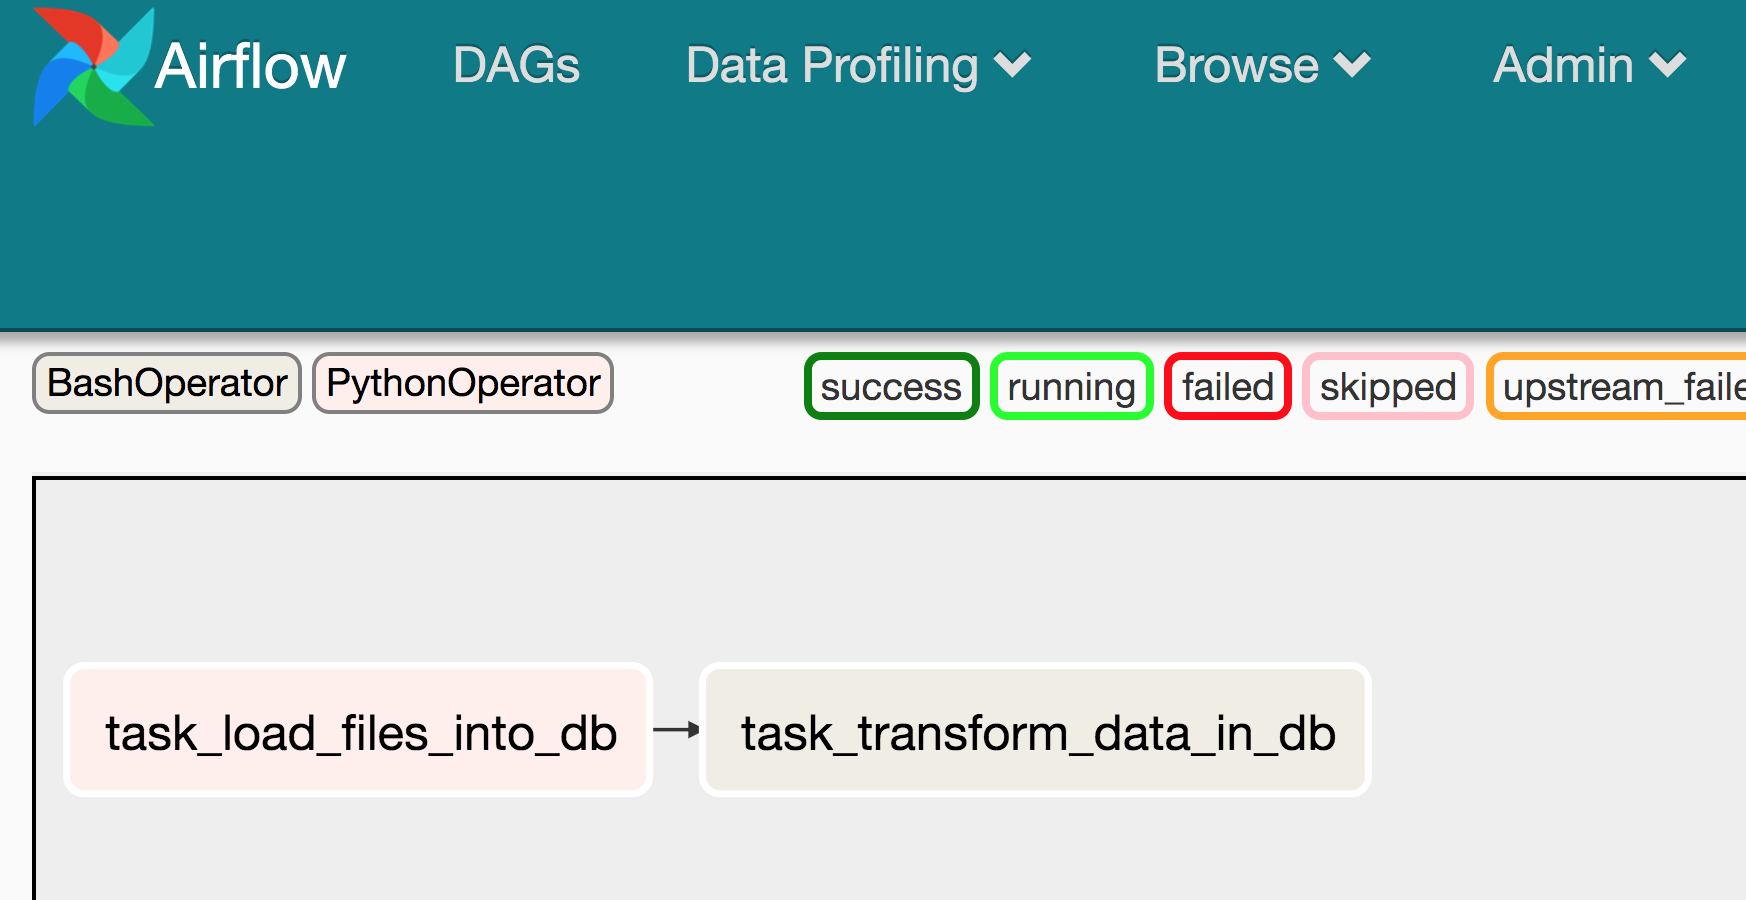 Airflow DAGs Data Profiling Browse Admin
BashOperator PythonOperator success running failed skipped upstream_faile
task_load_files_into_db task_transform_data_in_db